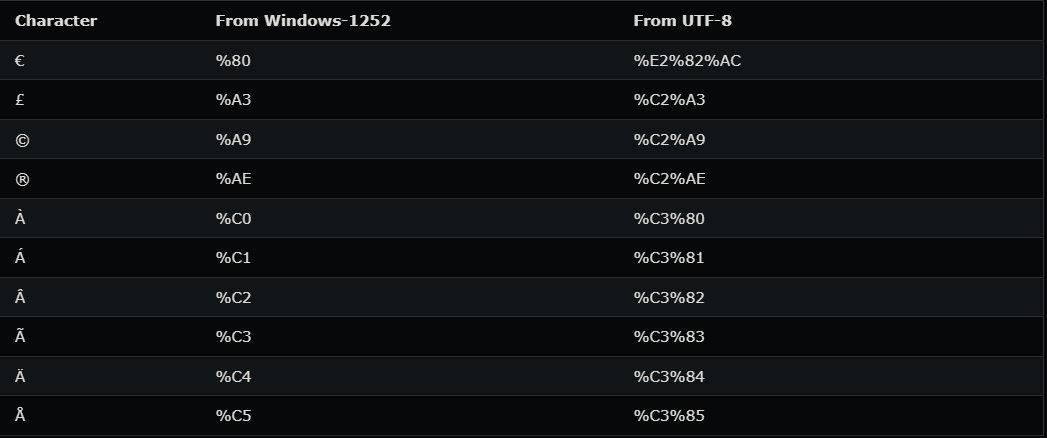 Character From Windows-1252 From UTF-8
€ %80 %E2%82%AC
£ %A3 %C2%A3
© %A9 %C2%A9
® %AE %C2%AE
À %C0 %C3%80
Á %C1 %C3%81
Â %C2 %C3%82
Ã %C3 %C3%83
Ä %C4 %C3%84
Å %C5 %C3%85